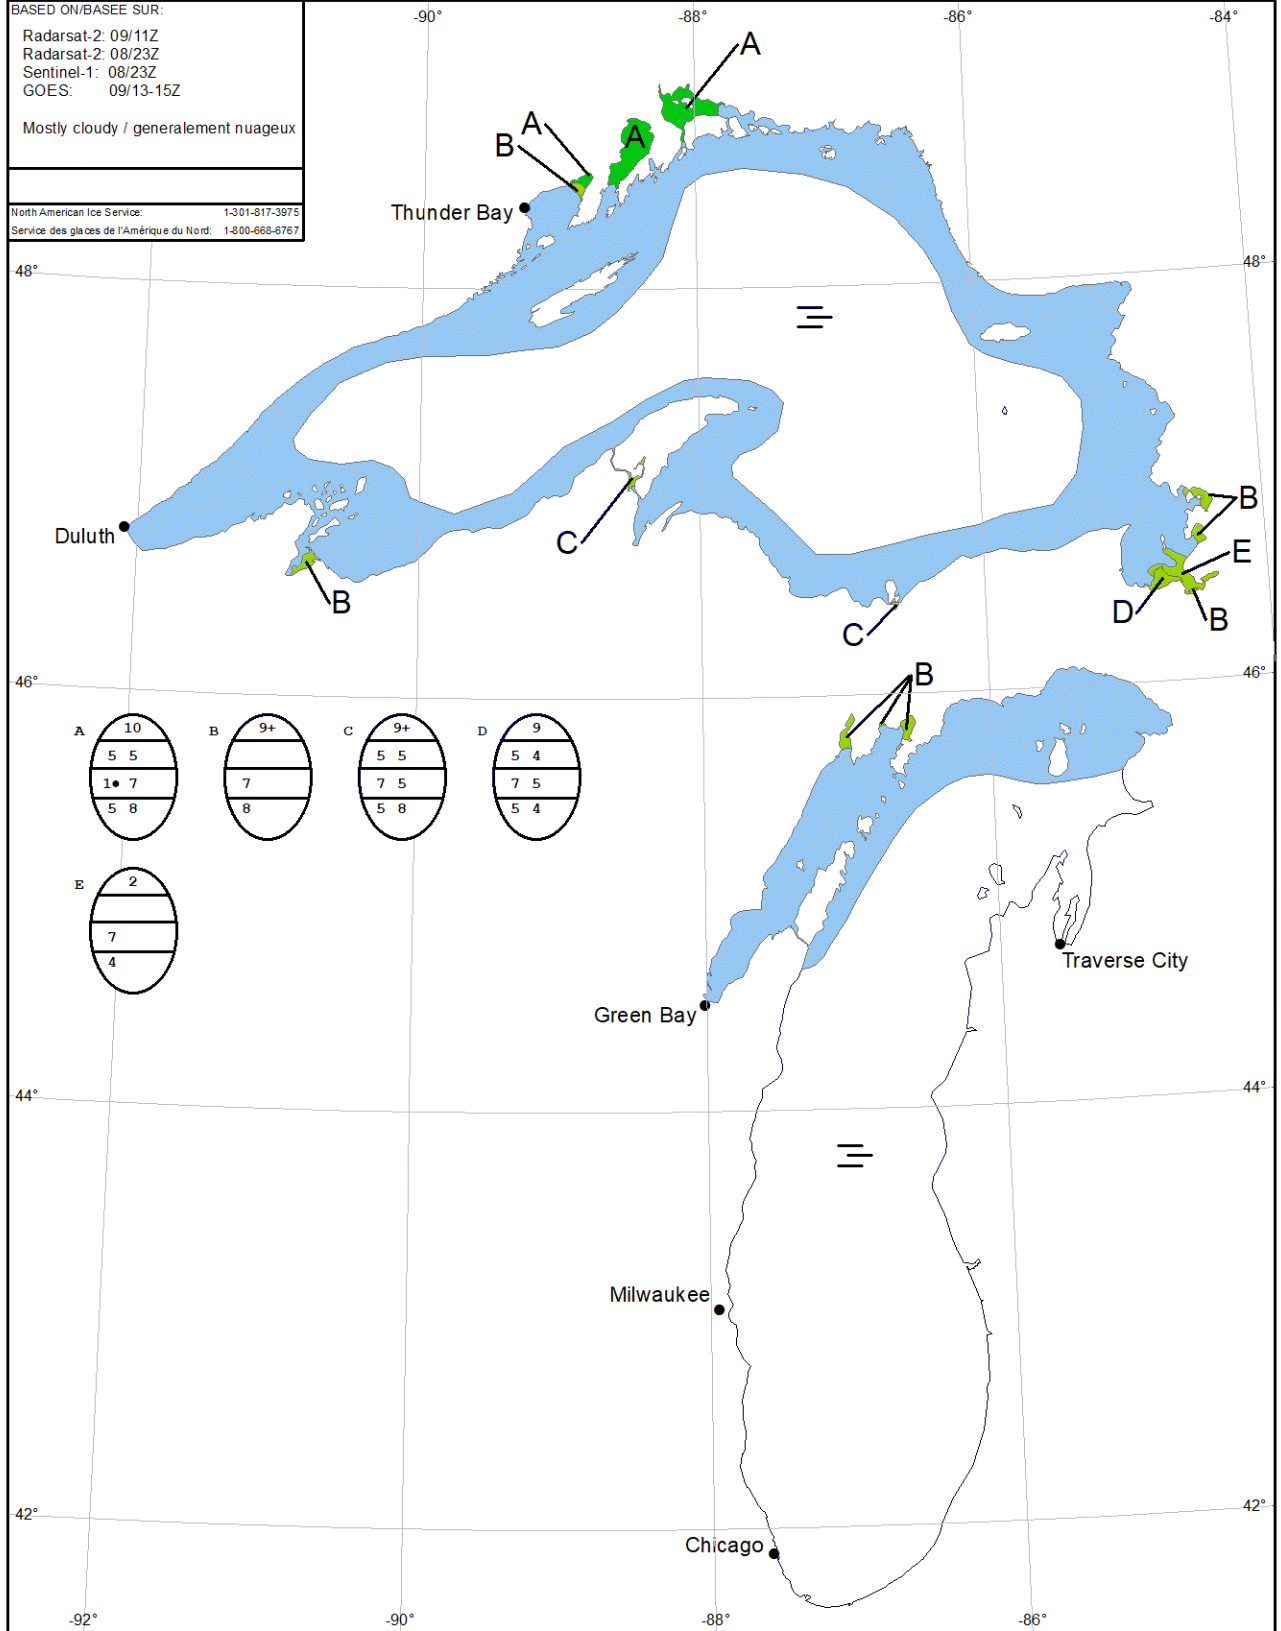 BASED ON/BASEE SUR:
Radarsat-2: 09/11Z
Radarsat-2: 08/23Z
Sentinel-1: 08/23Z
GOES: 09/13-15Z
Mostly cloudy / generalement nuageux
North American Ice Service: 1-301-817-3975
Service des glaces de l'Amérique du Nord: 1-800-668-6767
-90° -88° -86° -84°
A
A
A
B
Thunder Bay
48° 48°
B
Duluth
C
E
B
D
B
C
46° 46°
B
A 10
5 5
1• 7
5 8
B 9+
7
8
C 9+
5 5
7 5
5 8
D 9
5 4
7 5
5 4
E 2
7
4
Traverse City
Green Bay
44° 44°
Milwaukee
42° 42°
Chicago
-92° -90° -88° -86°